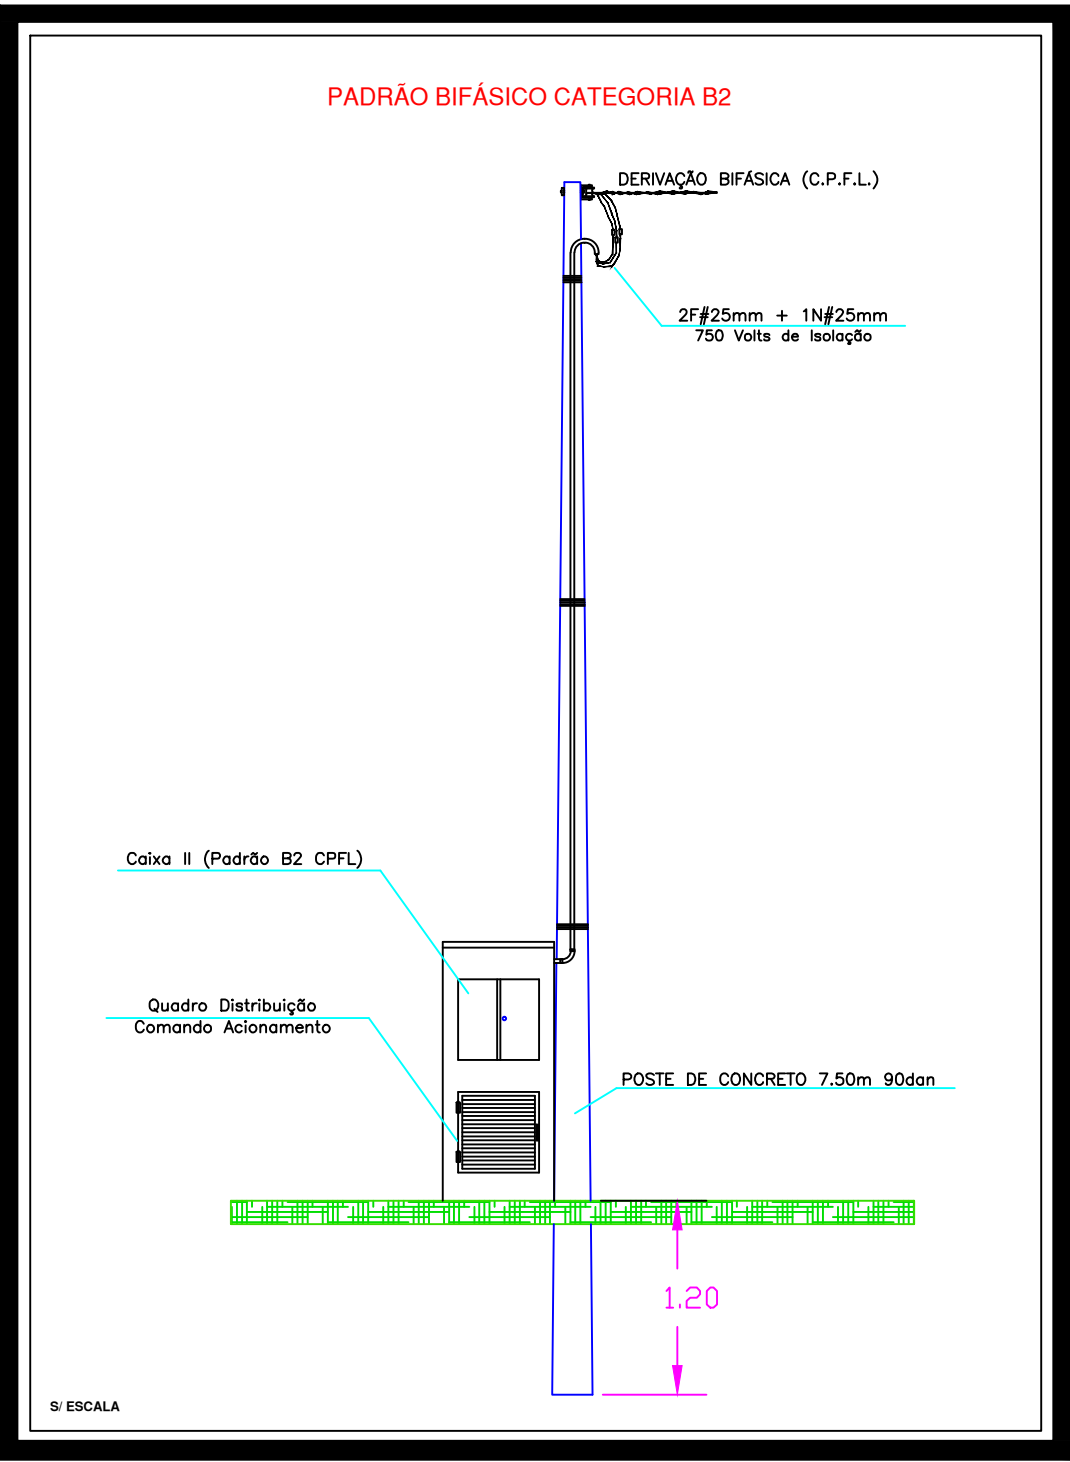 PADRÃO BIFÁSICO CATEGORIA B2
DERIVAÇÃO BIFÁSICA (C.P.F.L.)
2F#25mm + 1N#25mm
750 Volts de Isolação
Caixa II (Padrão B2 CPFL)
Quadro Distribuição
Comando Acionamento
POSTE DE CONCRETO 7.50m 90dan
1.20
S/ ESCALA